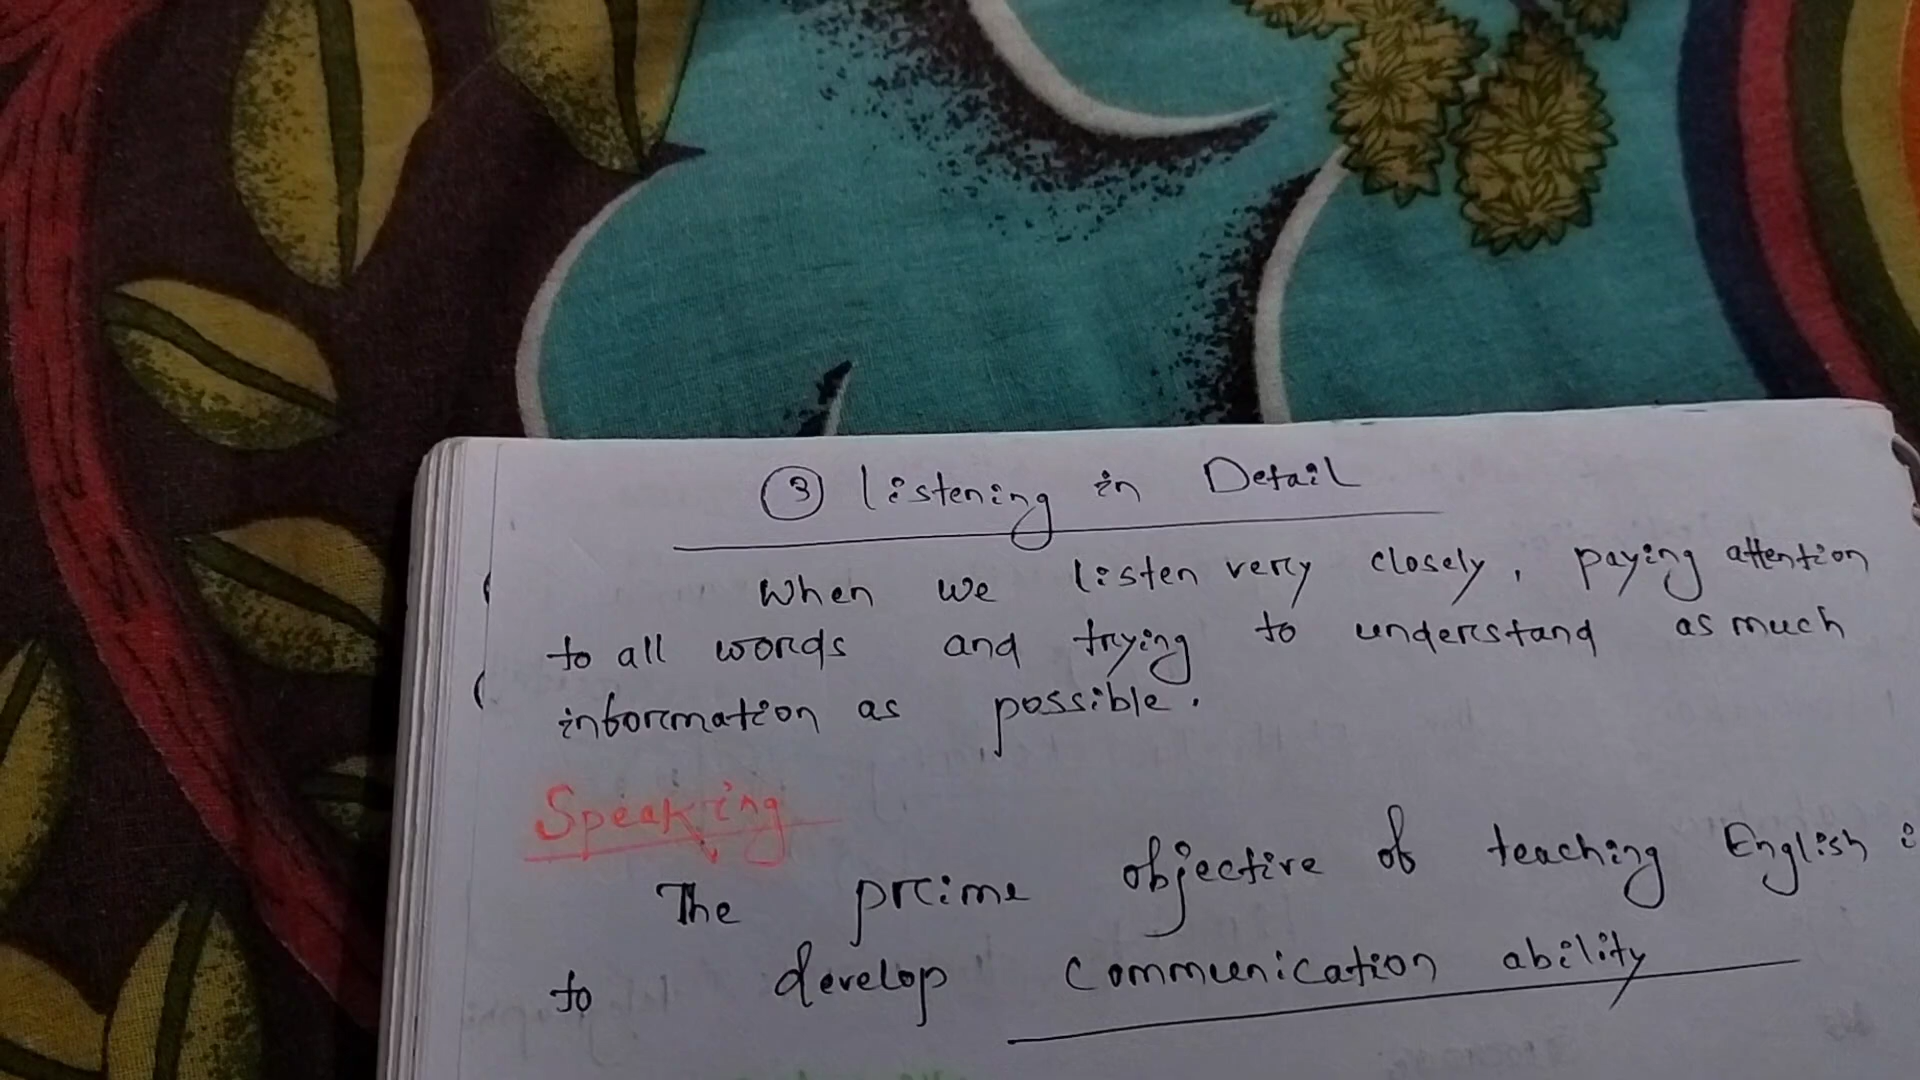 ③ Listening in Detail
When we listen very closely, paying attention
to all words and trying to understand as much
information as possible.
Speaking
The prime objective of teaching English
to develop communication ability